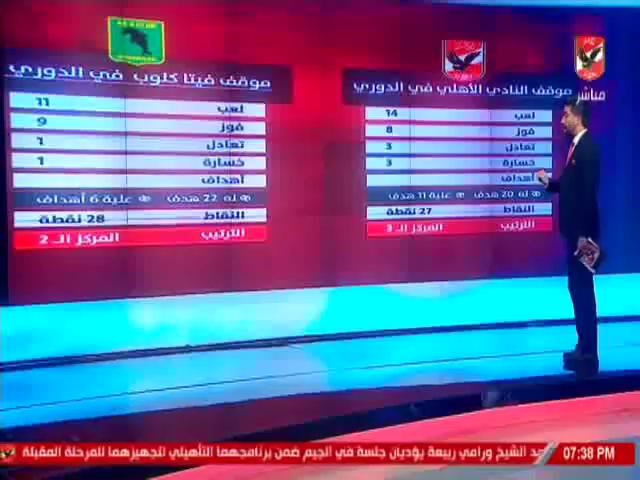 مباشر
موقف النادي الأهلي في الدوري
لعب 14
فوز 8
تعادل 3
خسارة 3
أهداف
له 20 هدف علية 11 هدف
النقاط 27 نقطة
الترتيب المركز الـ 3
موقف فيتا كلوب في الدوري
لعب 11
فوز 9
تعادل 1
خسارة 1
أهداف
له 22 هدف علية 6 أهداف
النقاط 28 نقطة
الترتيب المركز الـ 2
الشيخ ورامي ربيعة يؤديان جلسة في الجيم ضمن برنامجهما التأهيلي لتجهيزهما للمرحلة المقبلة
07:38 PM